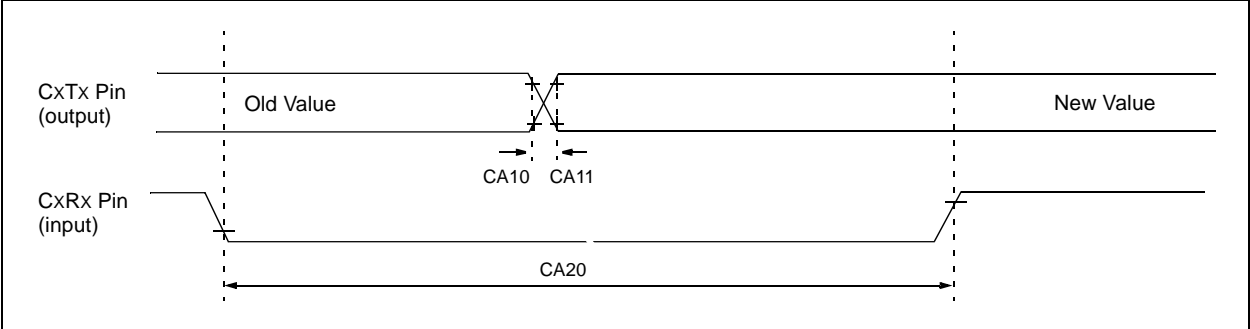 CxTx Pin
(output)
Old Value
New Value
CA10 CA11
CxRx Pin
(input)
CA20